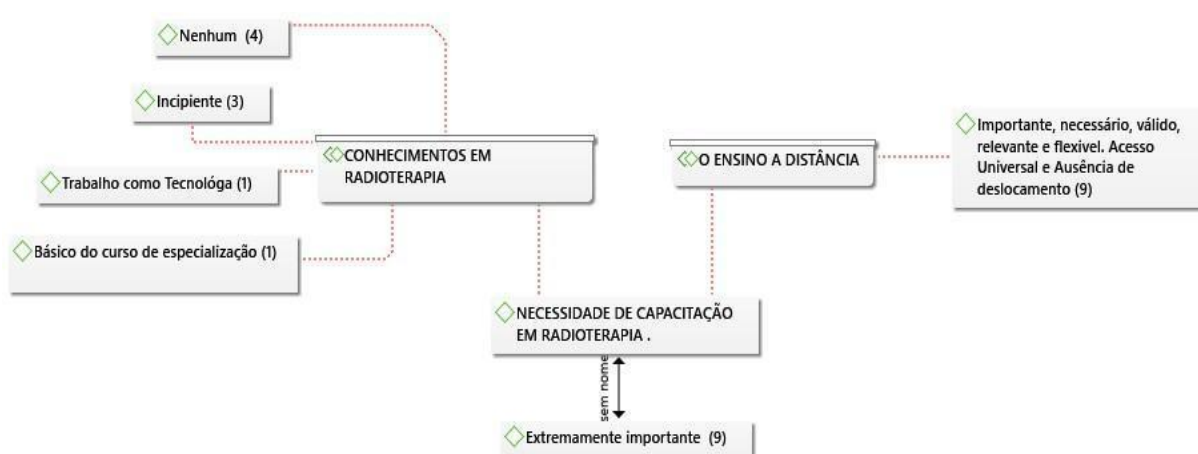 Nenhum (4)
Incipiente (3)
Trabalho como Tecnológa (1)
Básico do curso de especialização (1)
CONHECIMENTOS EM
RADIOTERAPIA
O ENSINO A DISTÂNCIA
Importante, necessário, válido,
relevante e flexivel. Acesso
Universal e Ausência de
deslocamento (9)
NECESSIDADE DE CAPACITAÇÃO
EM RADIOTERAPIA .
sem nome
Extremamente importante (9)